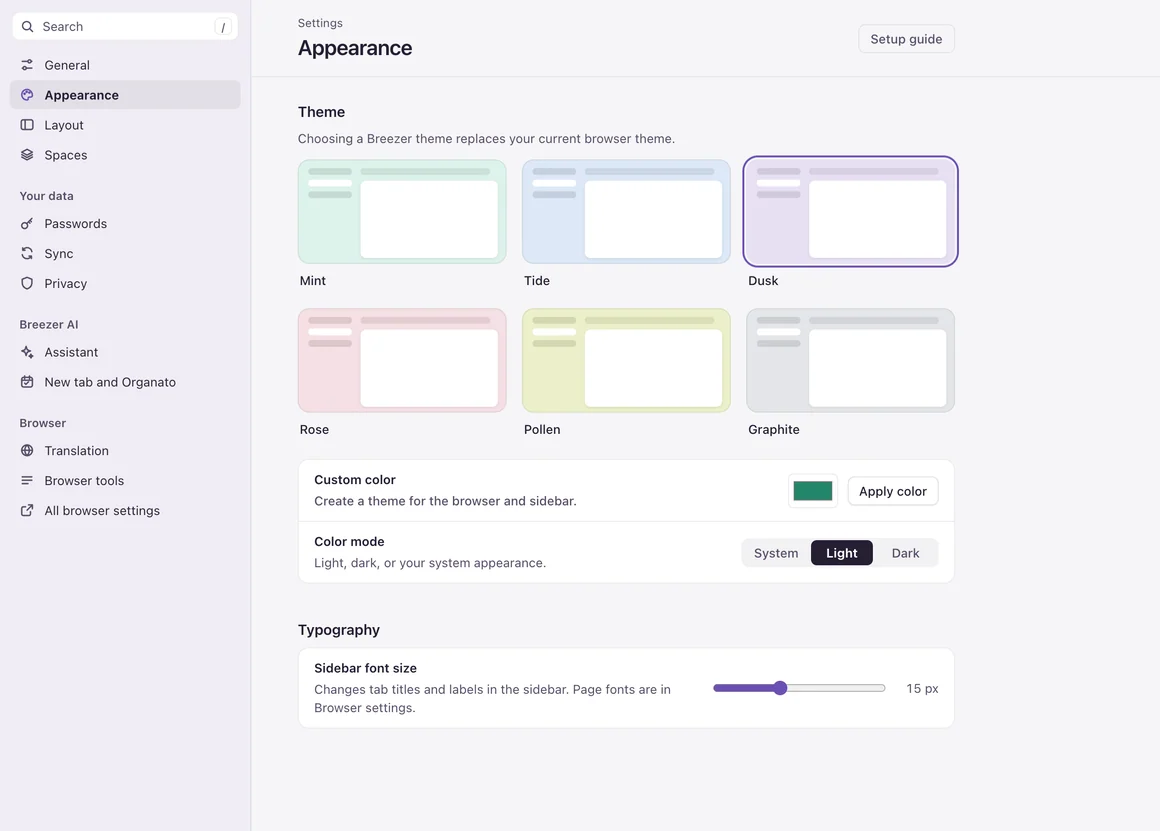 Search
/
General
Appearance
Layout
Spaces
Your data
Passwords
Sync
Privacy
Breezer AI
Assistant
New tab and Organato
Browser
Translation
Browser tools
All browser settings
Settings
Appearance
Setup guide
Theme
Choosing a Breezer theme replaces your current browser theme.
Mint
Tide
Dusk
Rose
Pollen
Graphite
Custom color
Create a theme for the browser and sidebar.
Apply color
Color mode
Light, dark, or your system appearance.
System
Light
Dark
Typography
Sidebar font size
Changes tab titles and labels in the sidebar. Page fonts are in
Browser settings.
15 px